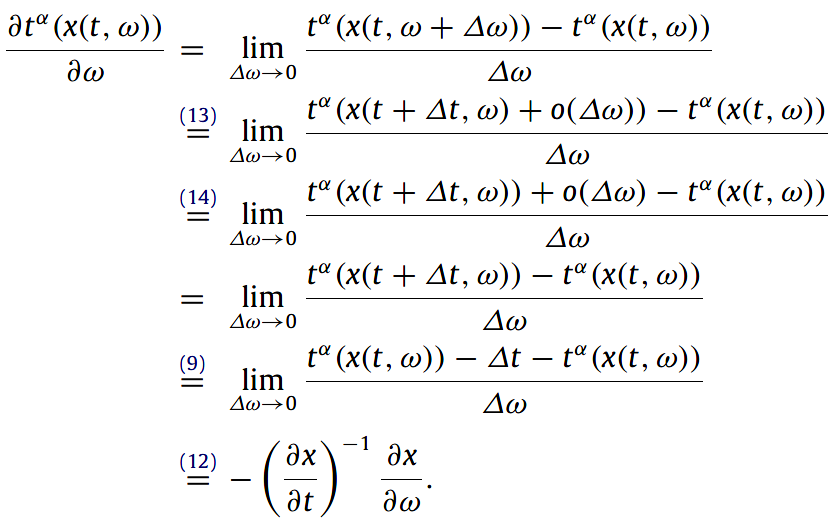 ∂t^α(x(t, ω))/∂ω = lim_{Δω→0} (t^α(x(t, ω + Δω)) − t^α(x(t, ω)))/Δω
(13)= lim_{Δω→0} (t^α(x(t + Δt, ω) + o(Δω)) − t^α(x(t, ω)))/Δω
(14)= lim_{Δω→0} (t^α(x(t + Δt, ω)) + o(Δω) − t^α(x(t, ω)))/Δω
= lim_{Δω→0} (t^α(x(t + Δt, ω)) − t^α(x(t, ω)))/Δω
(9)= lim_{Δω→0} (t^α(x(t, ω)) − Δt − t^α(x(t, ω)))/Δω
(12)= −(∂x/∂t)^{−1} ∂x/∂ω.